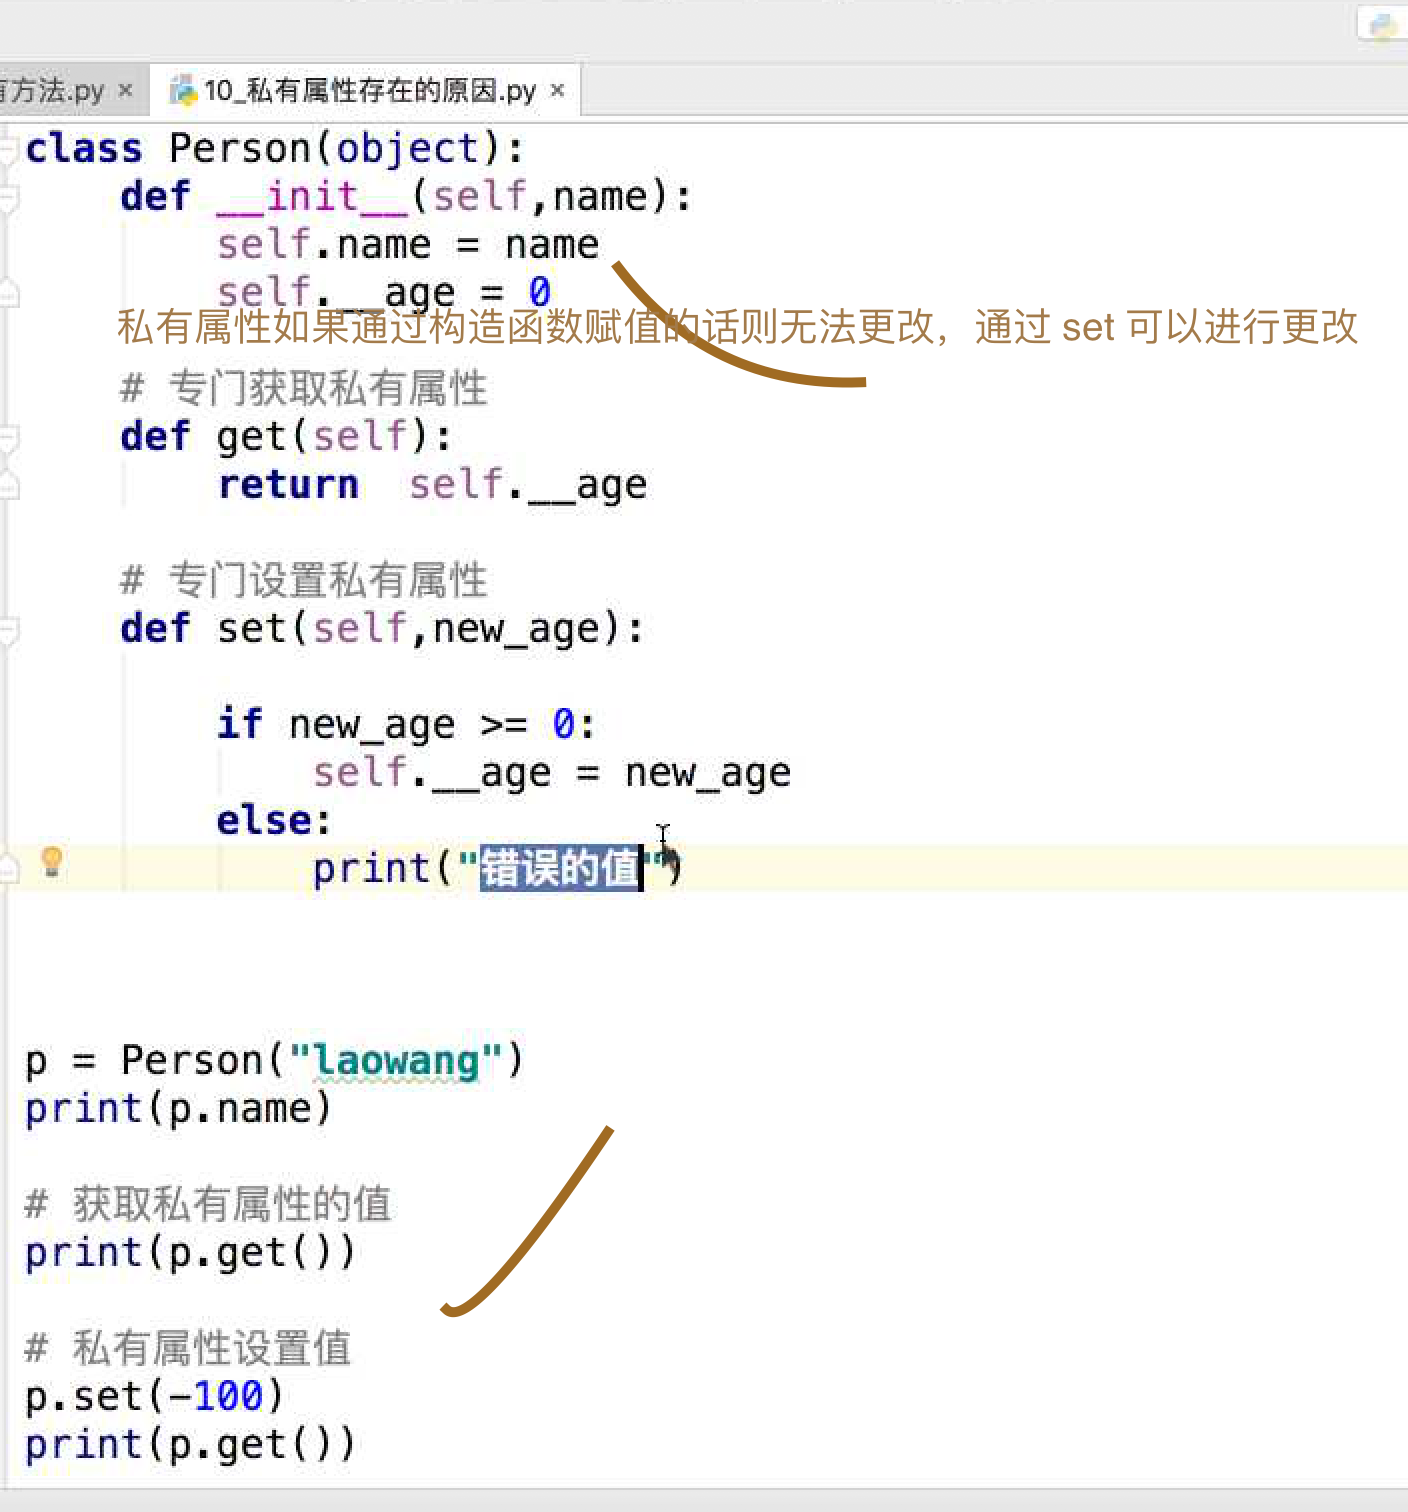 有方法.py ×
10_私有属性存在的原因.py ×
class Person(object):
def __init__(self,name):
self.name = name
self.__age = 0
私有属性如果通过构造函数赋值的话则无法更改，通过 set 可以进行更改
# 专门获取私有属性
def get(self):
return  self.__age
# 专门设置私有属性
def set(self,new_age):
if new_age >= 0:
self.__age = new_age
else:
print("错误的值")
p = Person("laowang")
print(p.name)
# 获取私有属性的值
print(p.get())
# 私有属性设置值
p.set(-100)
print(p.get())